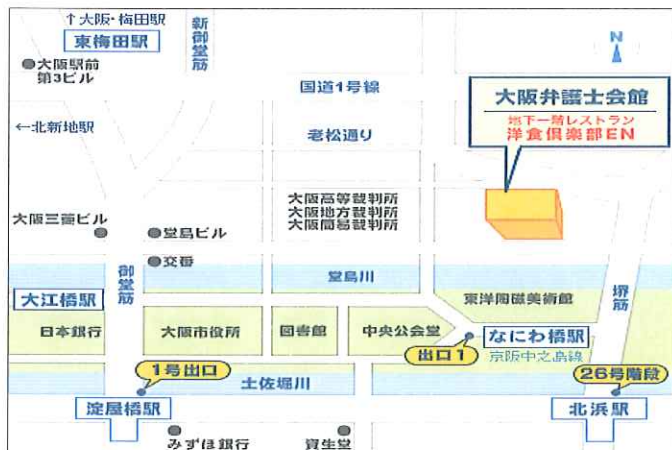 ↑大阪・梅田駅
東梅田駅
新御堂筋
N
大阪駅前
第3ビル
国道1号線
大阪弁護士会館
地下一階レストラン
洋食倶楽部EN
←北新地駅
老松通り
大阪高等裁判所
大阪地方裁判所
大阪簡易裁判所
大阪三菱ビル
堂島ビル
交番
御堂筋
堂島川
堺筋
大江橋駅
東洋陶磁美術館
日本銀行
大阪市役所
図書館
中央公会堂
なにわ橋駅
出口1
京阪中之島線
1号出口
土佐堀川
26号階段
淀屋橋駅
北浜駅
みずほ銀行
資生堂